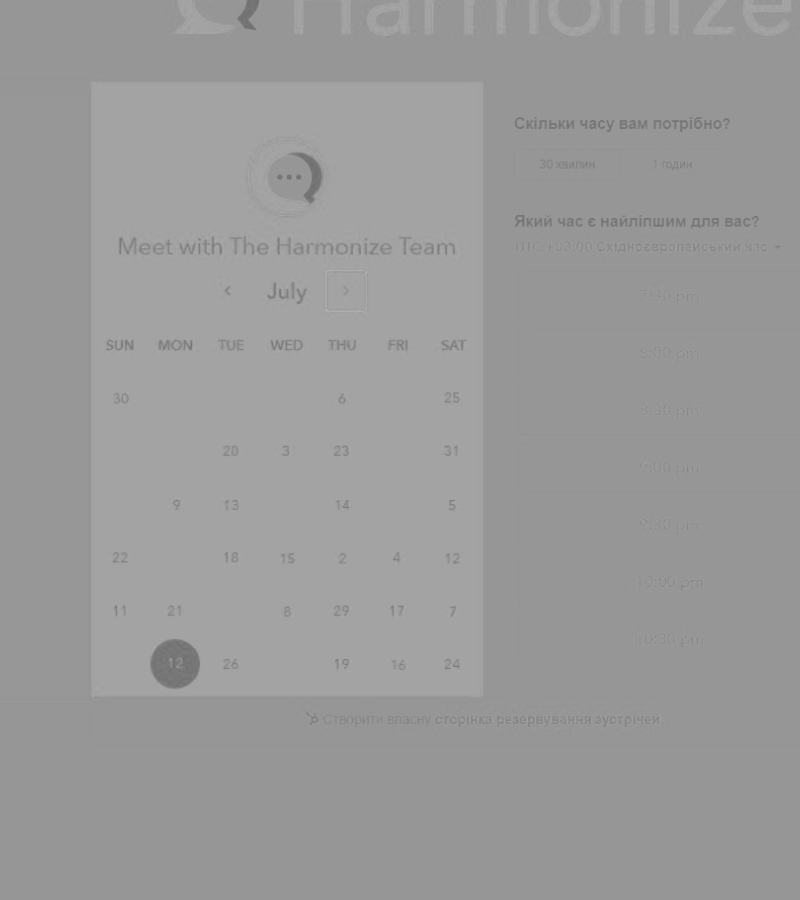 Harmonize
Скільки часу вам потрібно?
30 хвилин 1 годин
Який час є найліпшим для вас?
UTC +03:00 Східноєвропейський час
Meet with The Harmonize Team
July
SUN MON TUE WED THU FRI SAT
30 6 25
20 3 23 31
9 13 14 5
22 18 15 2 4 12
11 21 8 29 17 7
12 26 19 16 24
7:30 pm
8:00 pm
8:30 pm
9:00 pm
9:30 pm
10:00 pm
10:30 pm
Створити власну сторінка резервування зустрічей